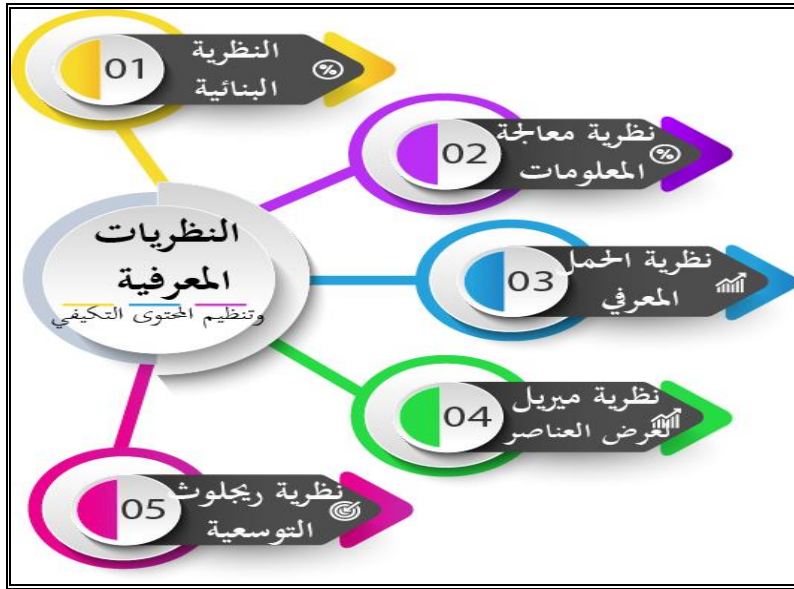 النظريات
المعرفية
وتنظيم المحتوى التكيفي
01
النظرية
البنائية
02
نظرية معالجة
المعلومات
03
نظرية الحمل
المعرفي
04
نظرية ميريل
لعرض العناصر
05
نظرية ريجلوث
التوسعية